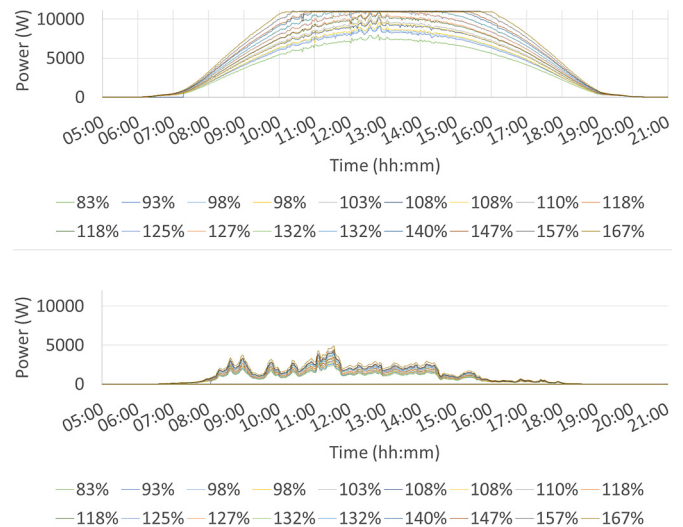 10000
5000
0
Power (W)
05:00 06:00 07:00 08:00 09:00 10:00 11:00 12:00 13:00 14:00 15:00 16:00 17:00 18:00 19:00 20:00 21:00
Time (hh:mm)
83% 93% 98% 98% 103% 108% 108% 110% 118%
118% 125% 127% 132% 132% 140% 147% 157% 167%
10000
5000
0
Power (W)
05:00 06:00 07:00 08:00 09:00 10:00 11:00 12:00 13:00 14:00 15:00 16:00 17:00 18:00 19:00 20:00 21:00
Time (hh:mm)
83% 93% 98% 98% 103% 108% 108% 110% 118%
118% 125% 127% 132% 132% 140% 147% 157% 167%